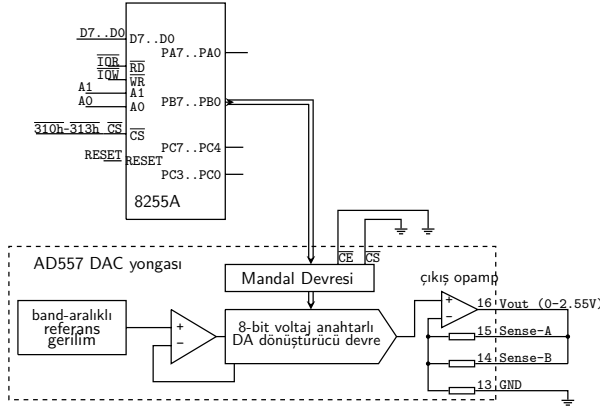 D7..D0
D7..D0
PA7..PA0
IOR
RD
IOW
WR
A1
A1
A0
A0
PB7..PB0
310h-313h CS
CS
PC7..PC4
RESET
RESET
PC3..PC0
8255A
CE
CS
AD557 DAC yongası
Mandal Devresi
çıkış opamp
band-aralıklı
referans
gerilim
8-bit voltaj anahtarlı
DA dönüştürücü devre
16 Vout (0-2.55V)
15 Sense-A
14 Sense-B
13 GND
+
−
+
−